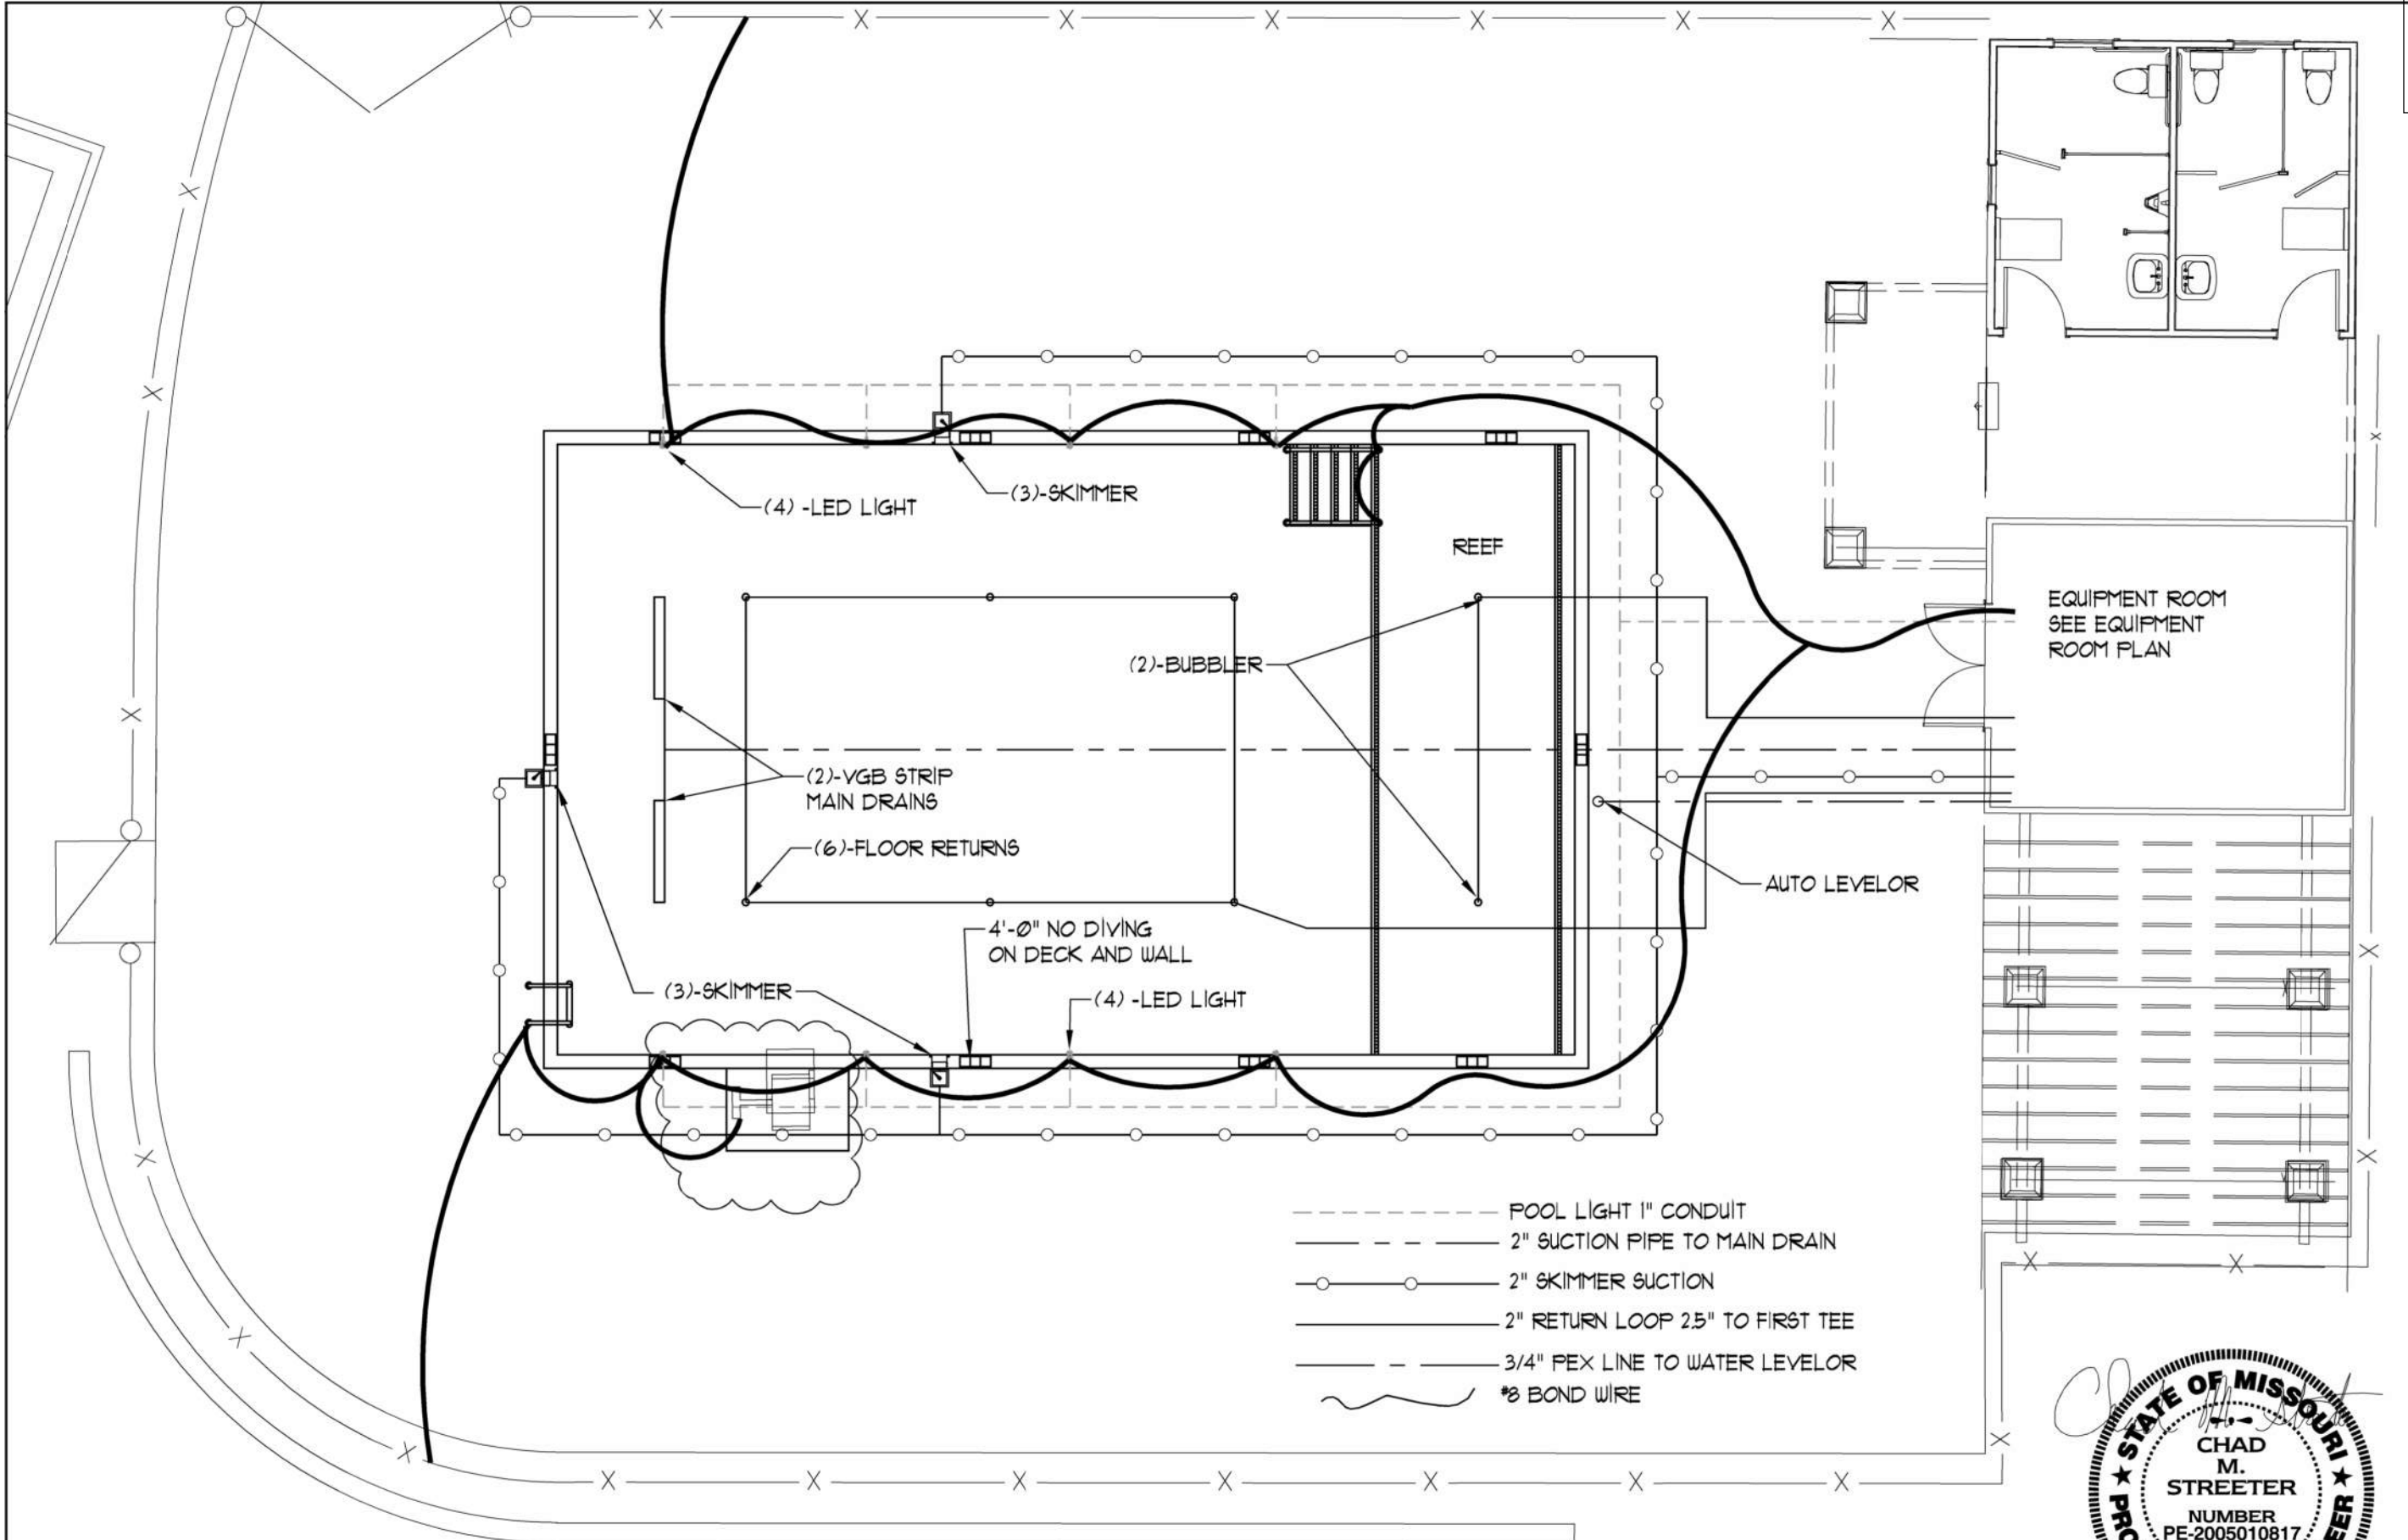 (4) -LED LIGHT
(3)-SKIMMER
REEF
EQUIPMENT ROOM
SEE EQUIPMENT
ROOM PLAN
(2)-BUBBLER
(2)-VGB STRIP
MAIN DRAINS
(6)-FLOOR RETURNS
AUTO LEVELOR
4'-0" NO DIVING
ON DECK AND WALL
(3)-SKIMMER
(4) -LED LIGHT
POOL LIGHT 1" CONDUIT
2" SUCTION PIPE TO MAIN DRAIN
2" SKIMMER SUCTION
2" RETURN LOOP 2.5" TO FIRST TEE
3/4" PEX LINE TO WATER LEVELOR
#8 BOND WIRE
STATE OF MISSOURI
CHAD
M.
STREETER
NUMBER
PE-2005010817